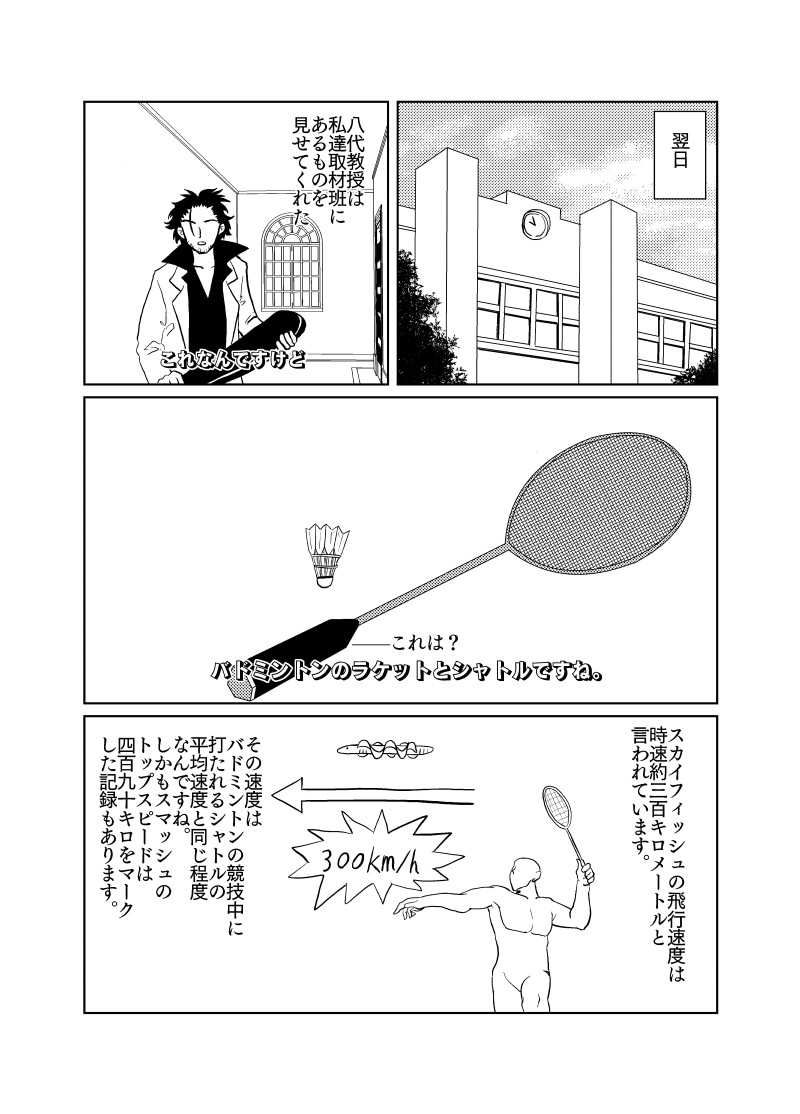 翌日
八代教授は
私達取材班に
あるものを
見せてくれた
これなんですけど
――これは？
バドミントンのラケットとシャトルですね。
スカイフィッシュの飛行速度は
時速約三百キロメートルと
言われています。
300km/h
その速度は
バドミントンの競技中に
打たれるシャトルの
平均速度と同じ程度
なんですね。
しかもスマッシュの
トップスピードは
四百九十キロをマーク
した記録もあります。